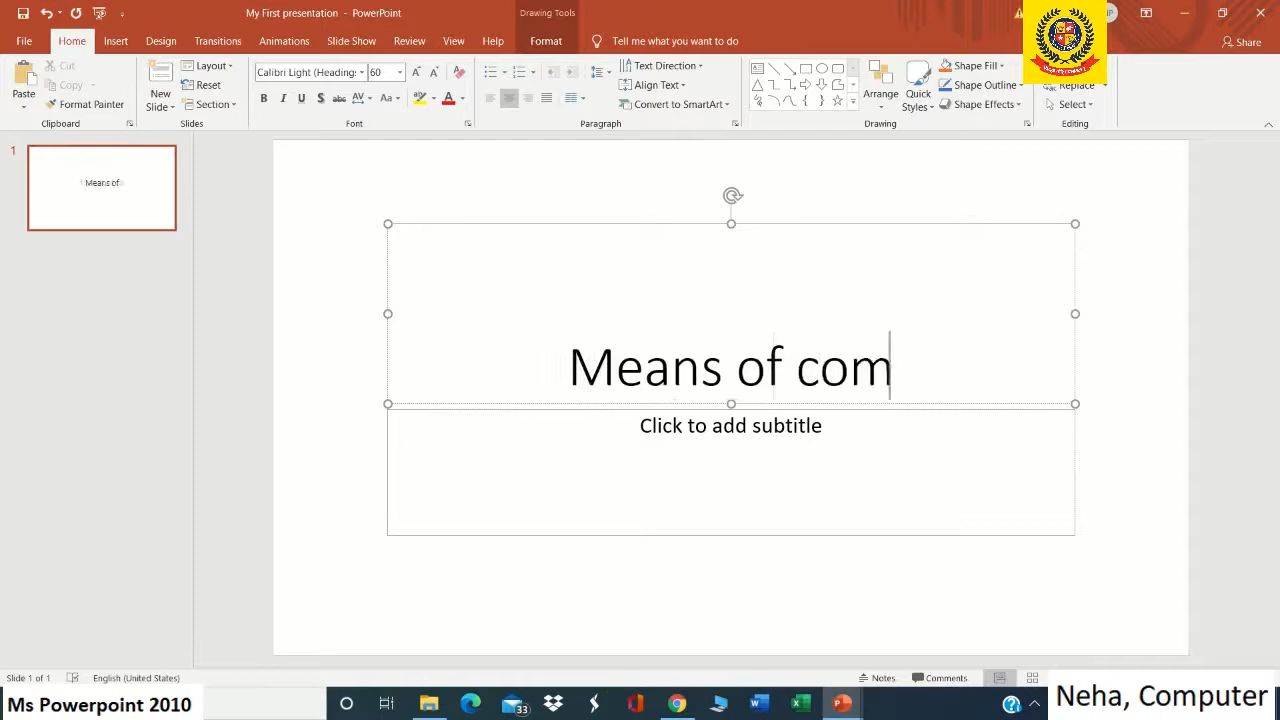 My First presentation - PowerPoint
Drawing Tools
File
Home
Insert
Design
Transitions
Animations
Slide Show
Review
View
Help
Format
Tell me what you want to do
Share
Paste
Cut
Copy
Format Painter
Clipboard
New
Slide
Layout
Reset
Section
Slides
Calibri Light (Heading
Font
Text Direction
Align Text
Convert to SmartArt
Paragraph
Arrange
Quick
Styles
Shape Fill
Shape Outline
Shape Effects
Drawing
Replace
Select
Editing
1
Means of
Means of com
Click to add subtitle
Slide 1 of 1
English (United States)
Notes
Comments
Ms Powerpoint 2010
33
Neha, Computer